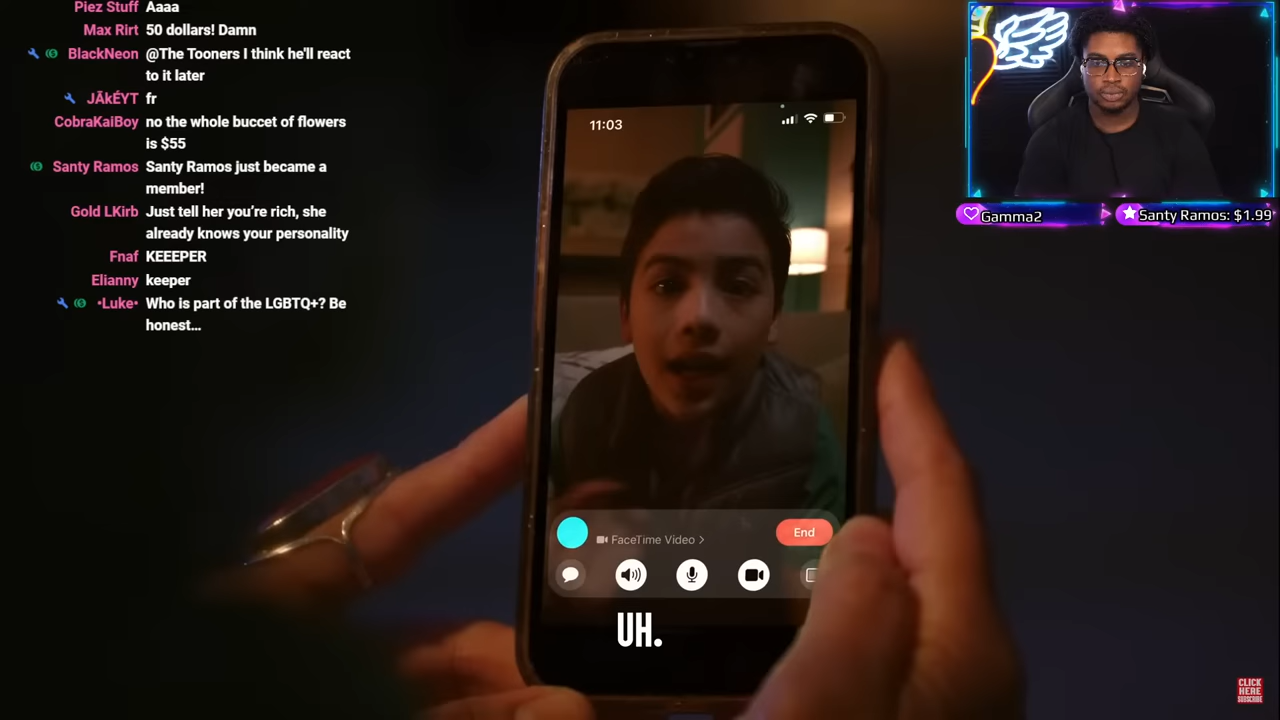 Piez Stuff Aaaa
Max Rirt 50 dollars! Damn
BlackNeon @The Tooners I think he'll react
to it later
JÃkÉYT fr
CobraKaiBoy no the whole buccet of flowers
is $55
Santy Ramos Santy Ramos just became a
member!
Gold LKirb Just tell her you’re rich, she
already knows your personality
Fnaf KEEEPER
Elianny keeper
•Luke• Who is part of the LGBTQ+? Be
honest...
11:03
FaceTime Video >
End
UH.
Gamma2
Santy Ramos: $1.99
CLICK
HERE
SUBSCRIBE